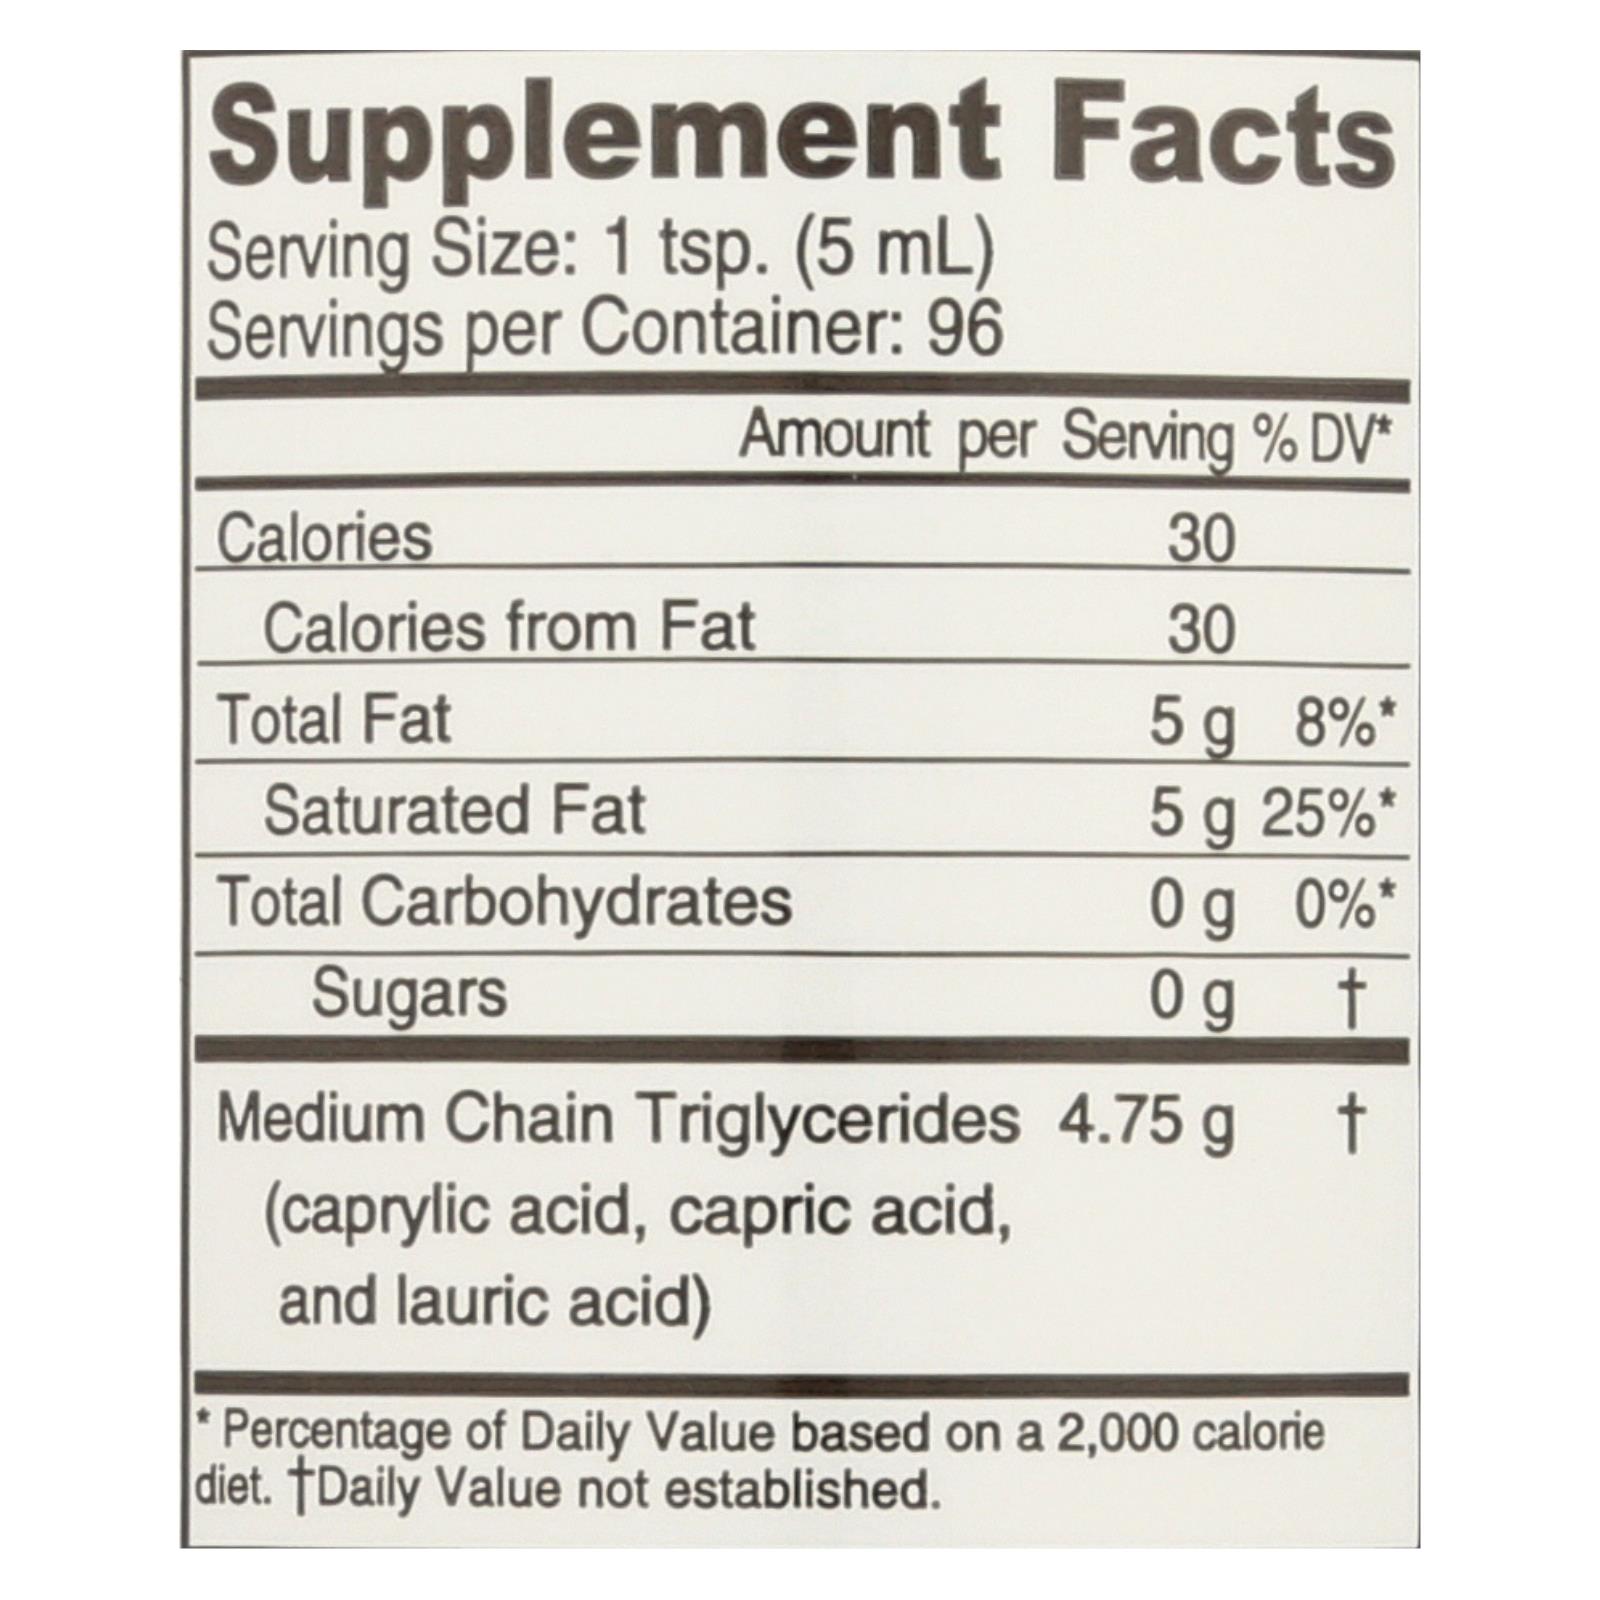 Supplement Facts
Serving Size: 1 tsp. (5 mL)
Servings per Container: 96
Amount per Serving % DV*
Calories 30
Calories from Fat 30
Total Fat 5 g 8%*
Saturated Fat 5 g 25%*
Total Carbohydrates 0 g 0%*
Sugars 0 g †
Medium Chain Triglycerides 4.75 g †
(caprylic acid, capric acid,
and lauric acid)
* Percentage of Daily Value based on a 2,000 calorie
diet. †Daily Value not established.